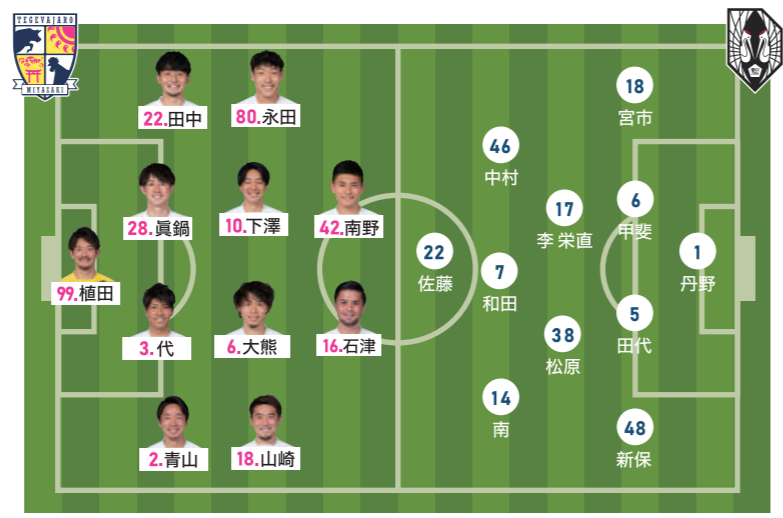 TEGEVAJARO
MIYAZAKI
22.田中
80.永田
28.眞鍋
10.下澤
42.南野
99.植田
3.代
6.大熊
16.石津
2.青山
18.山崎
18
宮市
46
中村
6
甲斐
17
李 栄直
22
佐藤
1
丹野
7
和田
5
田代
38
松原
14
南
48
新保